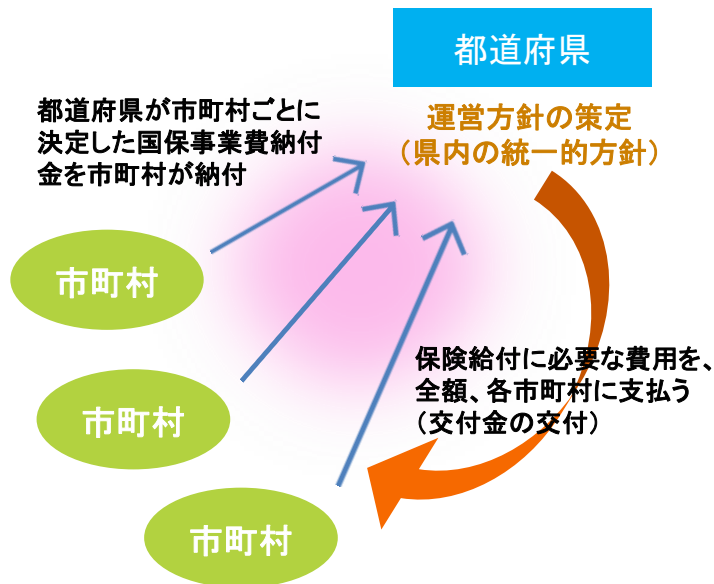 都道府県
運営方針の策定
（県内の統一的方針）
都道府県が市町村ごとに
決定した国保事業費納付
金を市町村が納付
市町村
市町村
市町村
保険給付に必要な費用を、
全額、各市町村に支払う
（交付金の交付）